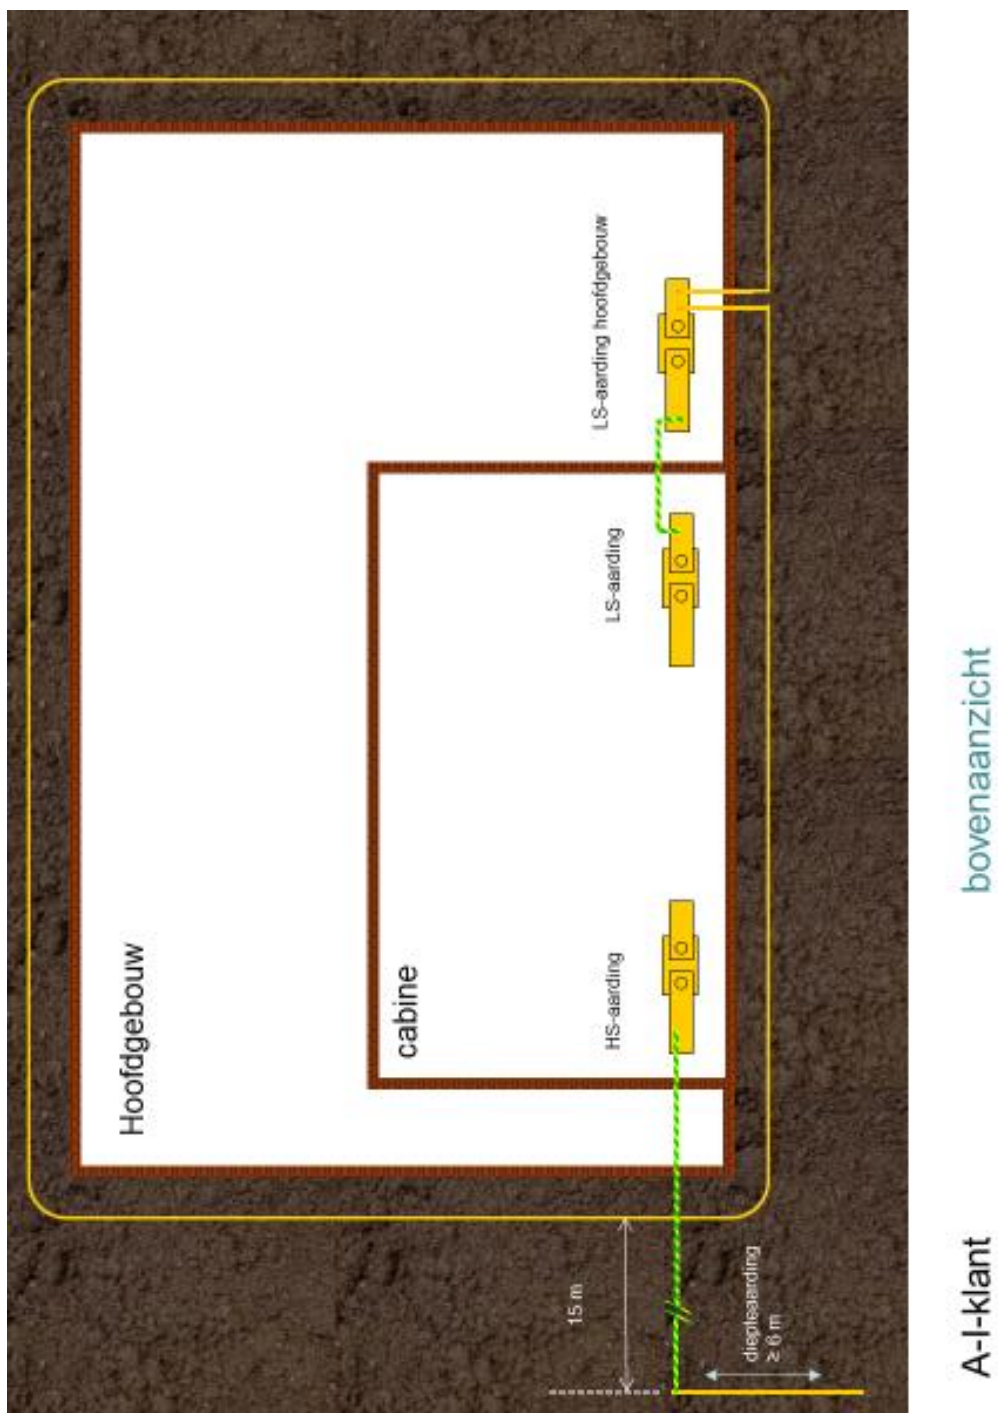 Hoofdgebouw
cabine
HS-aarding
LS-aarding
LS-aarding hoofdgebouw
15 m
diepteaarding
≥ 6 m
A-I-klant
bovenaanzicht